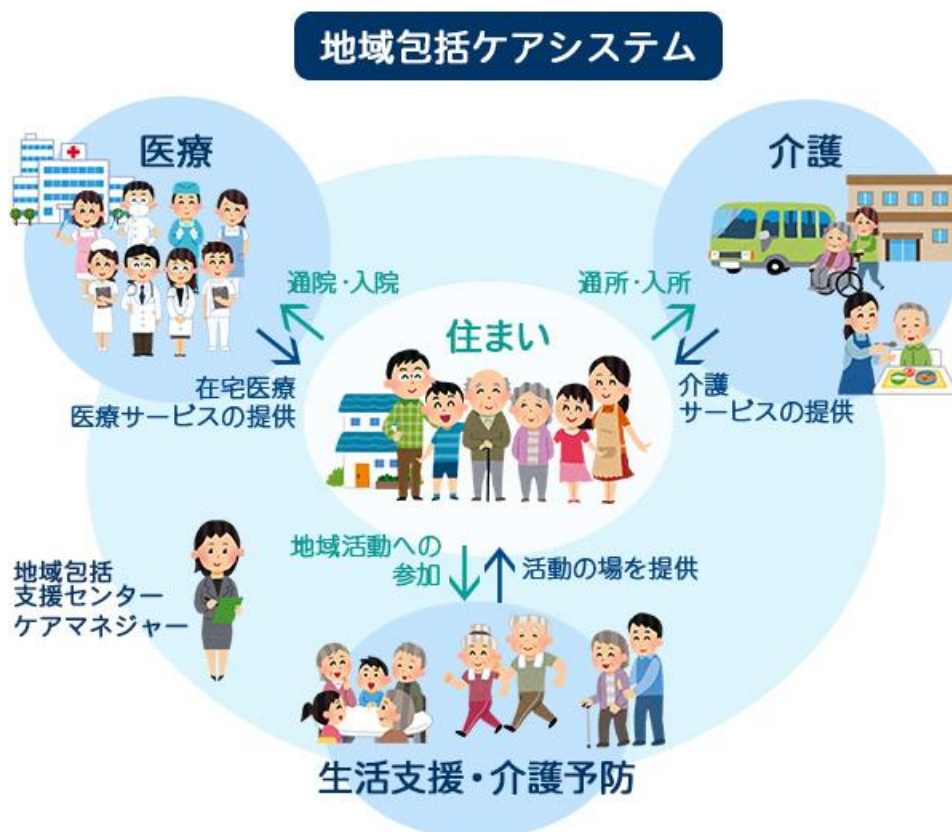 地域包括ケアシステム
医療
介護
通院・入院
通所・入所
住まい
在宅医療
医療サービスの提供
介護
サービスの提供
地域活動への
参加
活動の場を提供
地域包括
支援センター
ケアマネジャー
生活支援・介護予防